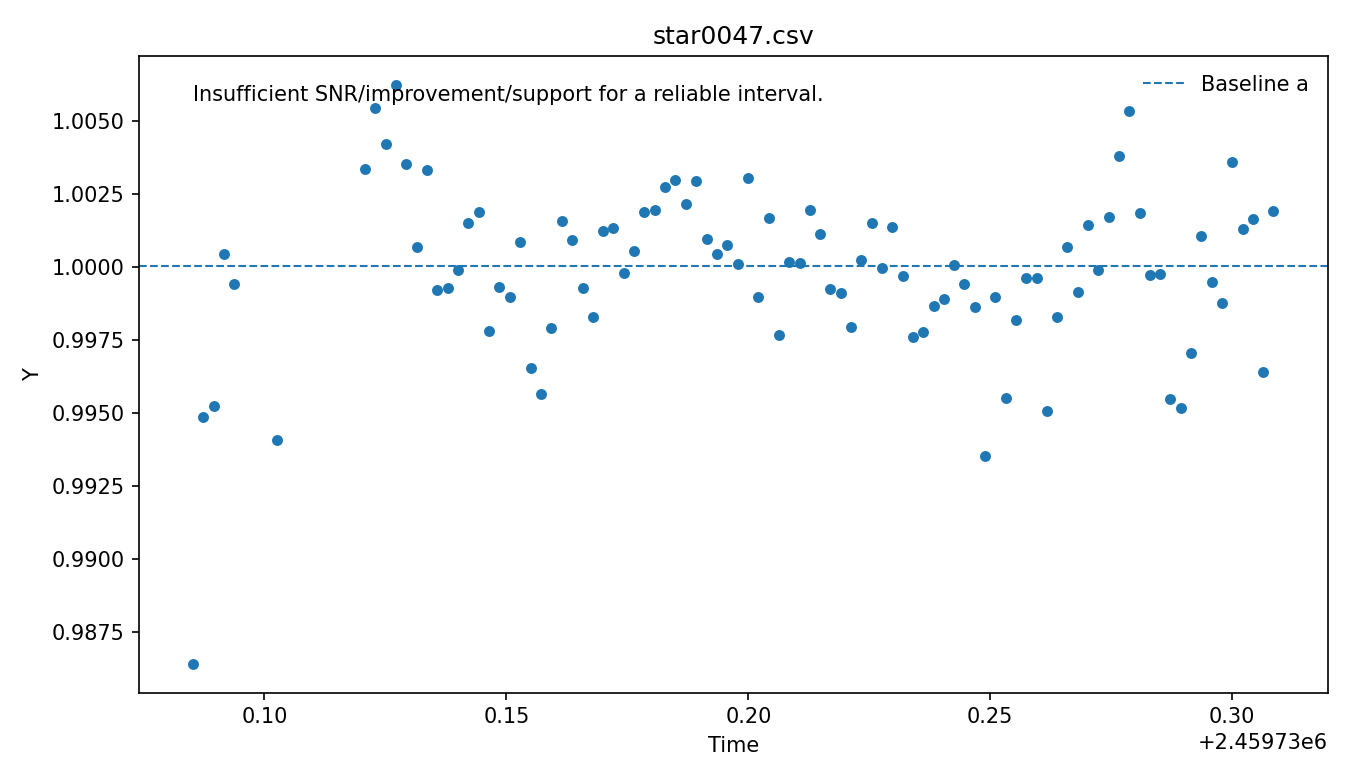 star0047.csv
Insufficient SNR/improvement/support for a reliable interval.
Baseline a
1.0050
1.0025
1.0000
0.9975
0.9950
0.9925
0.9900
0.9875
Y
0.10 0.15 0.20 0.25 0.30
Time
+2.45973e6